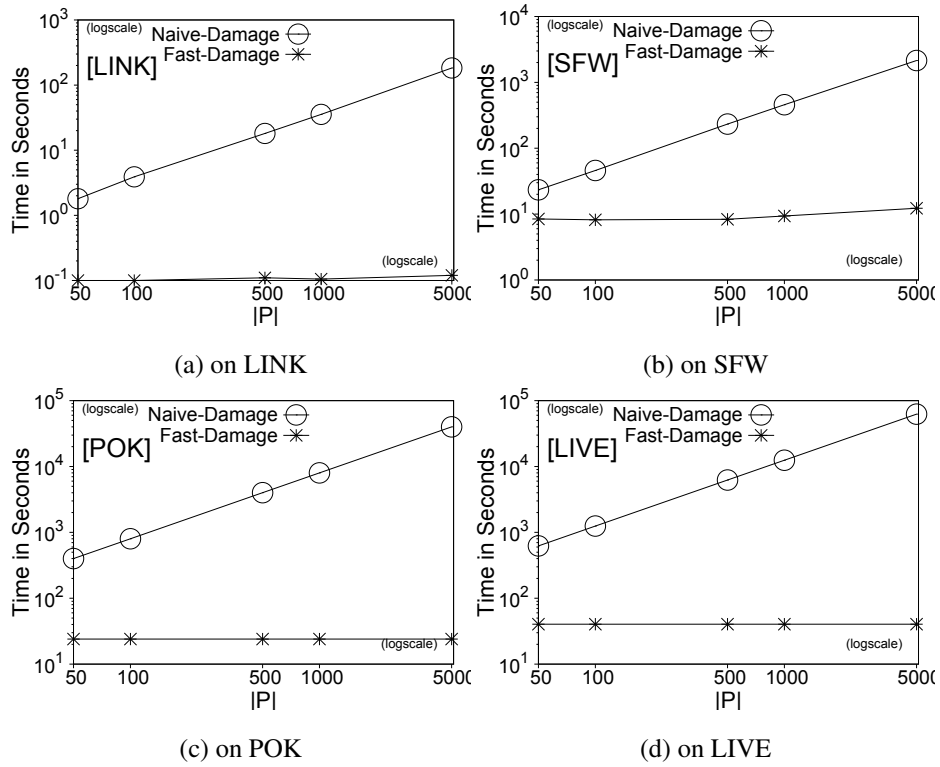 (logscale)
Naive-Damage
Fast-Damage
[LINK]
Time in Seconds
10^3
10^2
10^1
10^0
10^-1
50 100 500 1000 5000
(logscale)
|P|
(a) on LINK
(logscale)
Naive-Damage
Fast-Damage
[SFW]
Time in Seconds
10^4
10^3
10^2
10^1
10^0
(logscale)
50 100 500 1000 5000
|P|
(b) on SFW
(logscale)
Naive-Damage
Fast-Damage
[POK]
Time in Seconds
10^5
10^4
10^3
10^2
10^1
(logscale)
50 100 500 1000 5000
|P|
(c) on POK
(logscale)
Naive-Damage
Fast-Damage
[LIVE]
Time in Seconds
10^5
10^4
10^3
10^2
10^1
(logscale)
50 100 500 1000 5000
|P|
(d) on LIVE